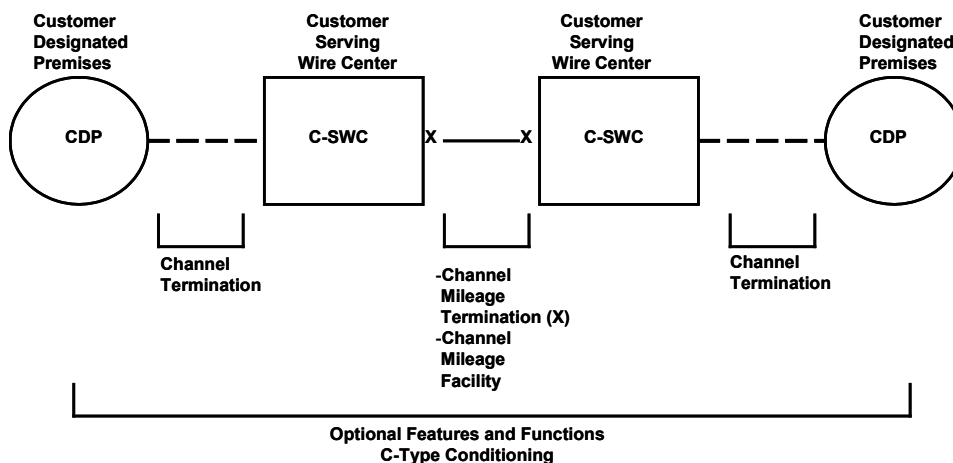 Customer
Designated
Premises
Customer
Serving
Wire Center
Customer
Serving
Wire Center
Customer
Designated
Premises
CDP
C-SWC
X
X
C-SWC
CDP
Channel
Termination
-Channel
Mileage
Termination (X)
-Channel
Mileage
Facility
Channel
Termination
Optional Features and Functions
C-Type Conditioning